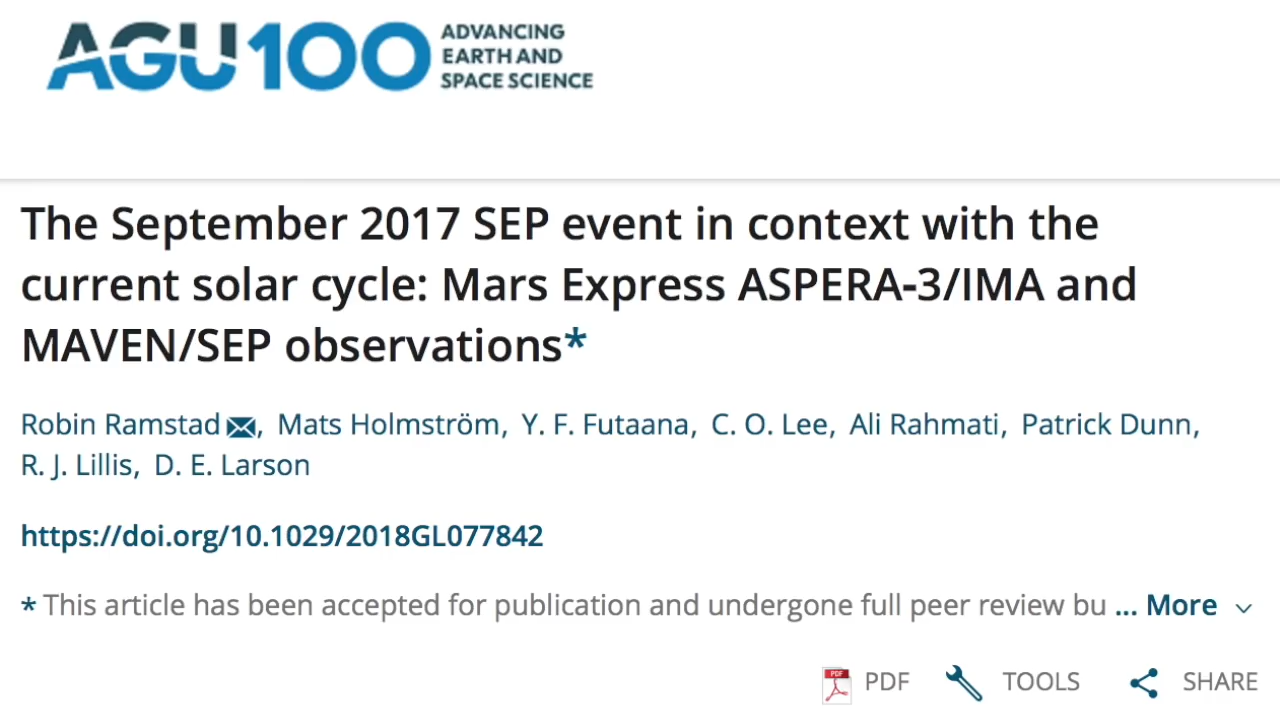 AGU100 ADVANCING
EARTH AND
SPACE SCIENCE
The September 2017 SEP event in context with the
current solar cycle: Mars Express ASPERA-3/IMA and
MAVEN/SEP observations*
Robin Ramstad, Mats Holmström, Y. F. Futaana, C. O. Lee, Ali Rahmati, Patrick Dunn,
R. J. Lillis, D. E. Larson
https://doi.org/10.1029/2018GL077842
* This article has been accepted for publication and undergone full peer review bu ... More
PDF TOOLS SHARE